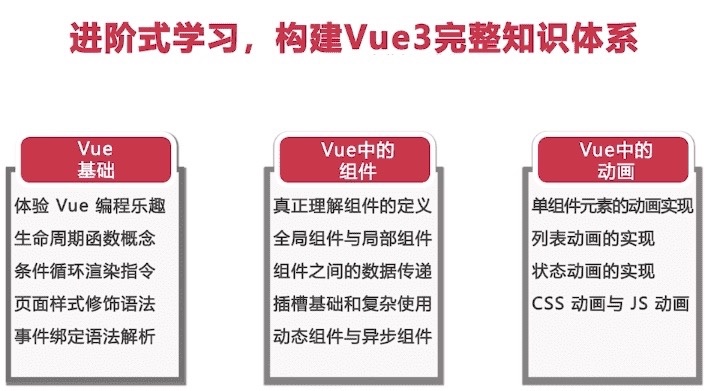 进阶式学习，构建Vue3完整知识体系
Vue
基础
体验 Vue 编程乐趣
生命周期函数概念
条件循环渲染指令
页面样式修饰语法
事件绑定语法解析
Vue中的
组件
真正理解组件的定义
全局组件与局部组件
组件之间的数据传递
插槽基础和复杂使用
动态组件与异步组件
Vue中的
动画
单组件元素的动画实现
列表动画的实现
状态动画的实现
CSS 动画与 JS 动画